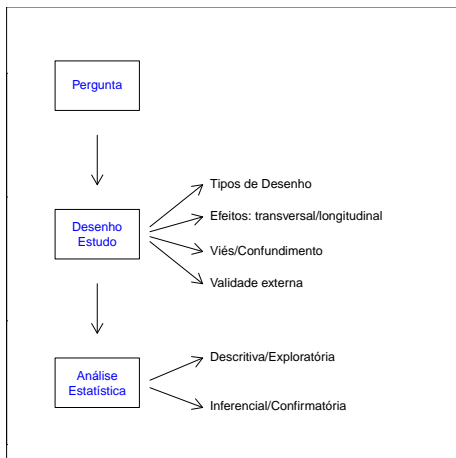 Pergunta
Tipos de Desenho
Desenho
Estudo
Efeitos: transversal/longitudinal
Viés/Confundimento
Validade externa
Análise
Estatística
Descritiva/Exploratória
Inferencial/Confirmatória